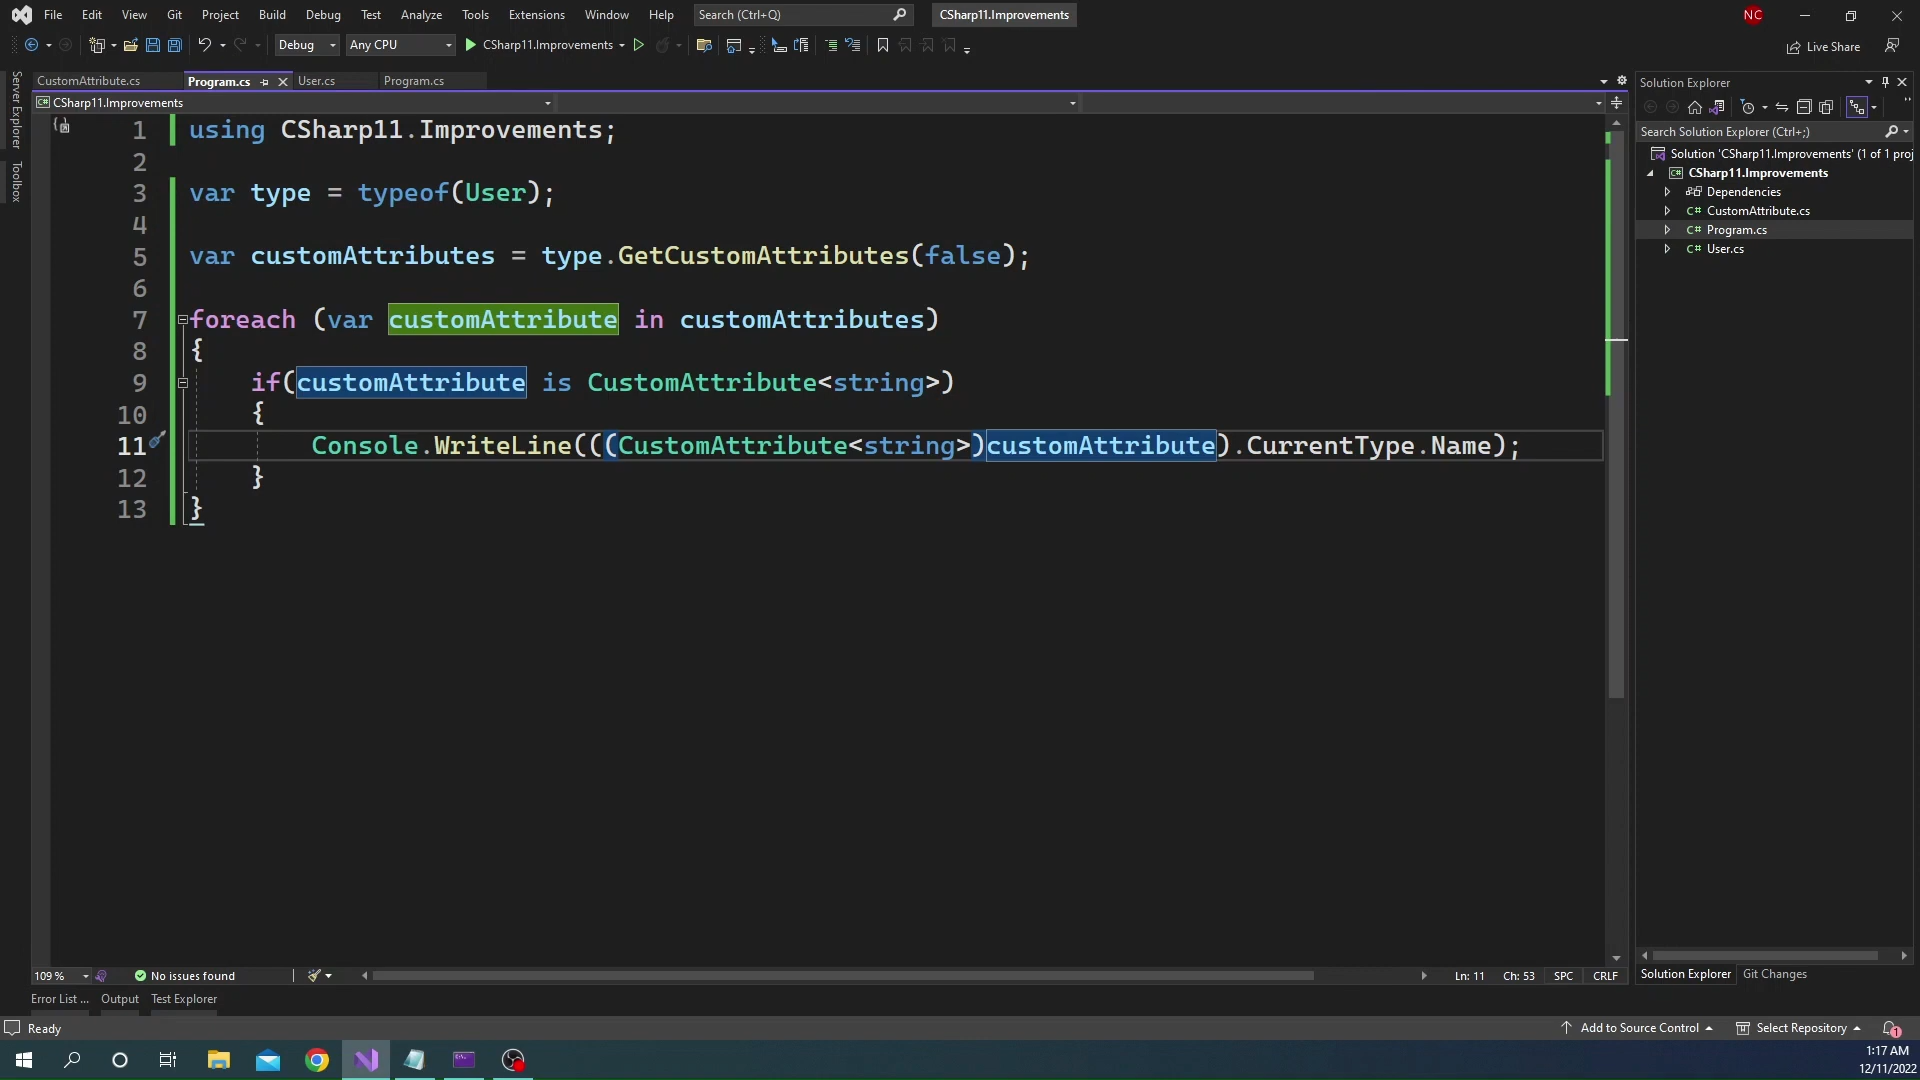 File Edit View Git Project Build Debug Test Analyze Tools Extensions Window Help Search (Ctrl+Q) CSharp11.Improvements NC
Debug Any CPU CSharp11.Improvements Live Share
CustomAttribute.cs Program.cs User.cs Program.cs
CSharp11.Improvements
Server Explorer
Toolbox
1 using CSharp11.Improvements;
2
3 var type = typeof(User);
4
5 var customAttributes = type.GetCustomAttributes(false);
6
7 foreach (var customAttribute in customAttributes)
8 {
9 if(customAttribute is CustomAttribute<string>)
10 {
11 Console.WriteLine(((CustomAttribute<string>)customAttribute).CurrentType.Name);
12 }
13 }
Solution Explorer
Search Solution Explorer (Ctrl+;)
Solution 'CSharp11.Improvements' (1 of 1 proj
C# CSharp11.Improvements
Dependencies
C# CustomAttribute.cs
C# Program.cs
C# User.cs
109 % No issues found Ln: 11 Ch: 53 SPC CRLF
Solution Explorer Git Changes
Error List ... Output Test Explorer
Ready Add to Source Control Select Repository 1
1:17 AM
12/11/2022